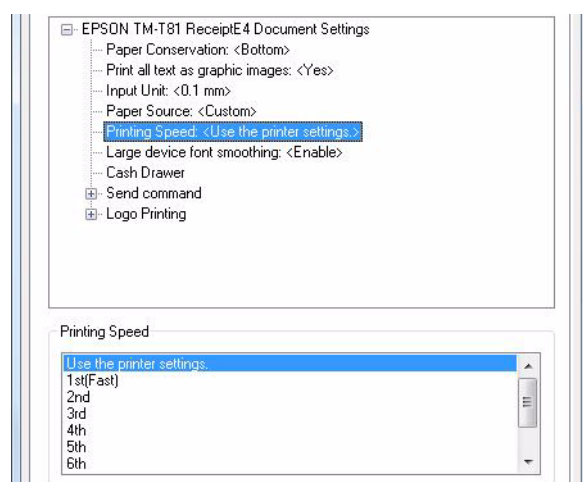 EPSON TM-T81 ReceiptE4 Document Settings
Paper Conservation: <Bottom>
Print all text as graphic images: <Yes>
Input Unit: <0.1 mm>
Paper Source: <Custom>
Printing Speed: <Use the printer settings.>
Large device font smoothing: <Enable>
Cash Drawer
Send command
Logo Printing
Printing Speed
Use the printer settings.
1st(Fast)
2nd
3rd
4th
5th
6th